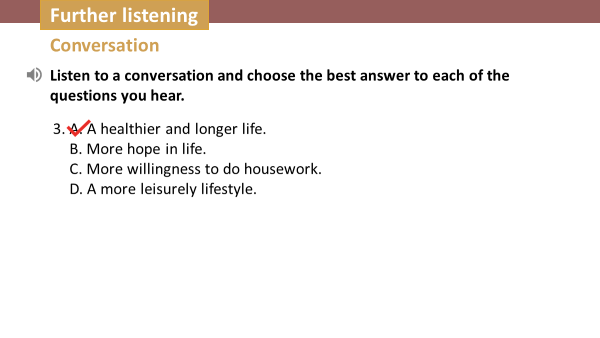 Further listening
Conversation
Listen to a conversation and choose the best answer to each of the
questions you hear.
3. A. A healthier and longer life.
B. More hope in life.
C. More willingness to do housework.
D. A more leisurely lifestyle.